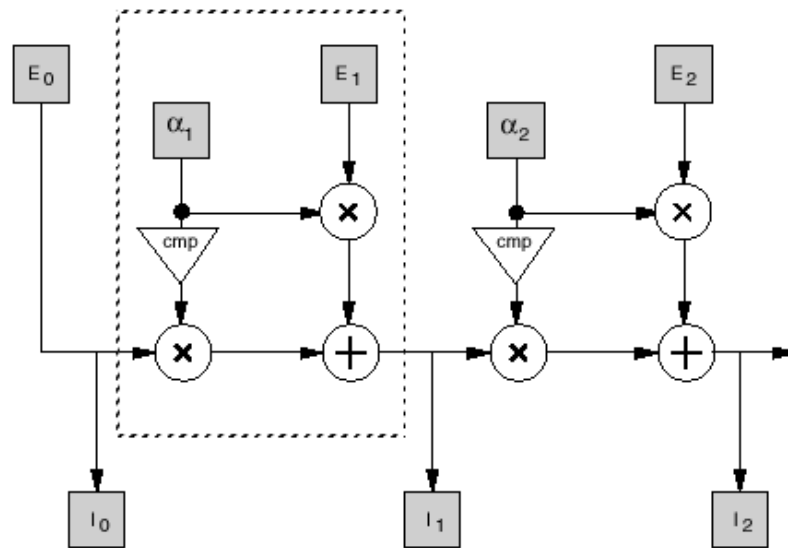 E₀
E₁
E₂
α₁
α₂
×
×
cmp
cmp
×
+
×
+
I₀
I₁
I₂